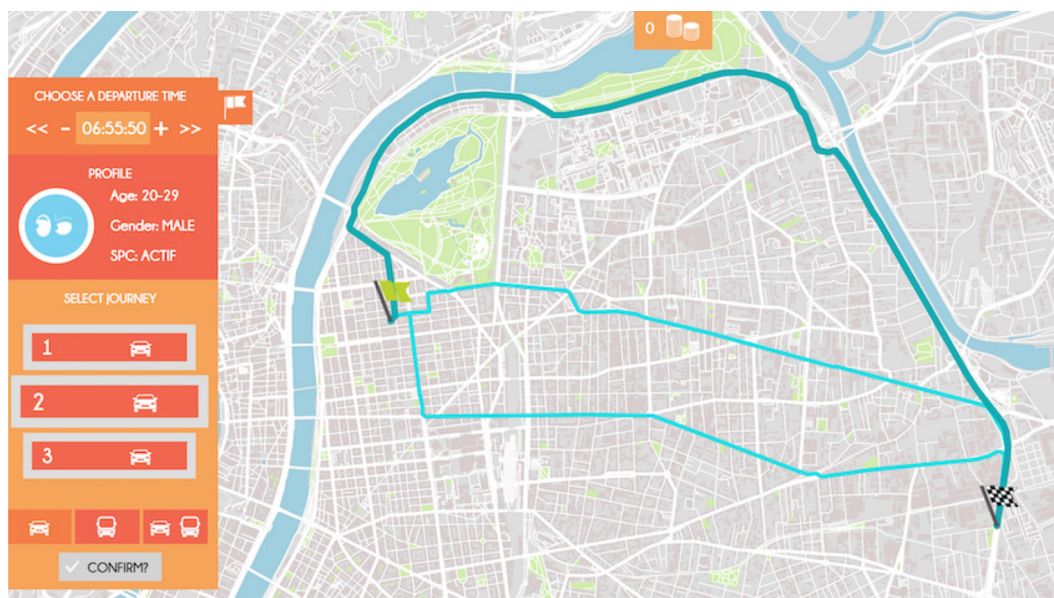 0
CHOOSE A DEPARTURE TIME
<< - 06:55:50 + >>
PROFILE
Age: 20-29
Gender: MALE
SPC: ACTIF
SELECT JOURNEY
1
2
3
CONFIRM?